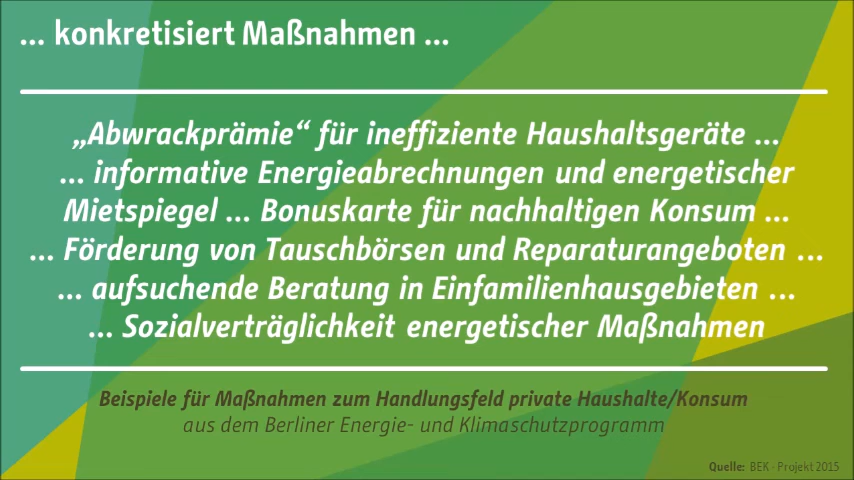 ... konkretisiert Maßnahmen ...
„Abwrackprämie“ für ineffiziente Haushaltsgeräte ...
... informative Energieabrechnungen und energetischer
Mietspiegel ... Bonuskarte für nachhaltigen Konsum ...
... Förderung von Tauschbörsen und Reparaturangeboten ...
... aufsuchende Beratung in Einfamilienhausgebieten ...
... Sozialverträglichkeit energetischer Maßnahmen
Beispiele für Maßnahmen zum Handlungsfeld private Haushalte/Konsum
aus dem Berliner Energie- und Klimaschutzprogramm
Quelle: BEK - Projekt 2015